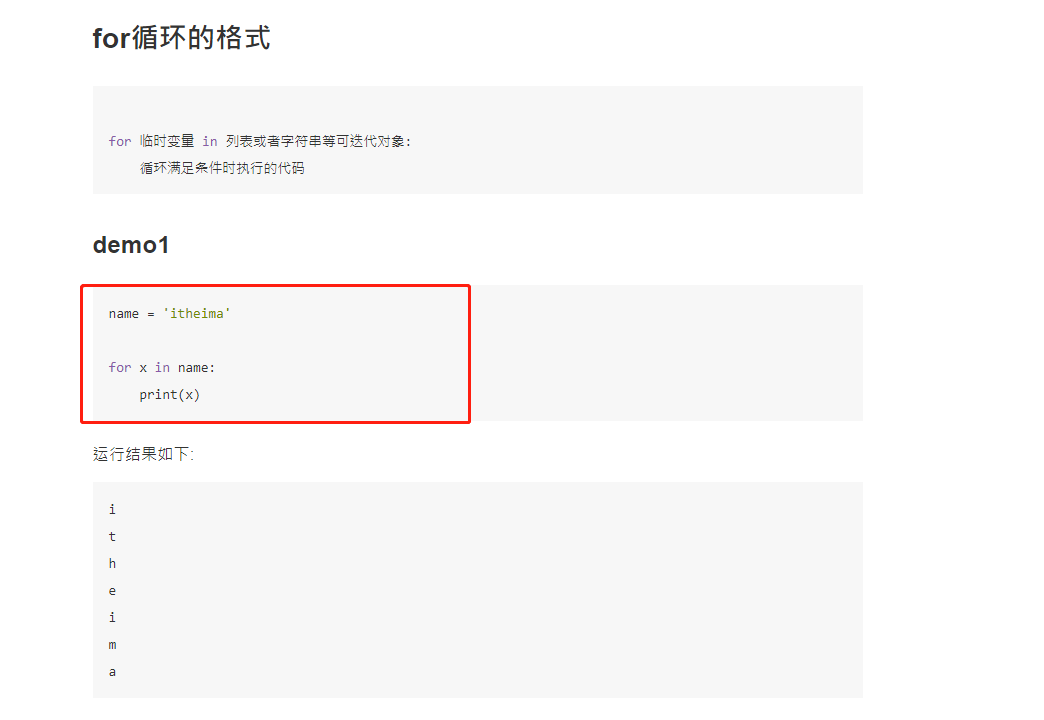 for循环的格式
for 临时变量 in 列表或者字符串等可迭代对象:
    循环满足条件时执行的代码
demo1
name = 'itheima'
for x in name:
    print(x)
运行结果如下:
i
t
h
e
i
m
a